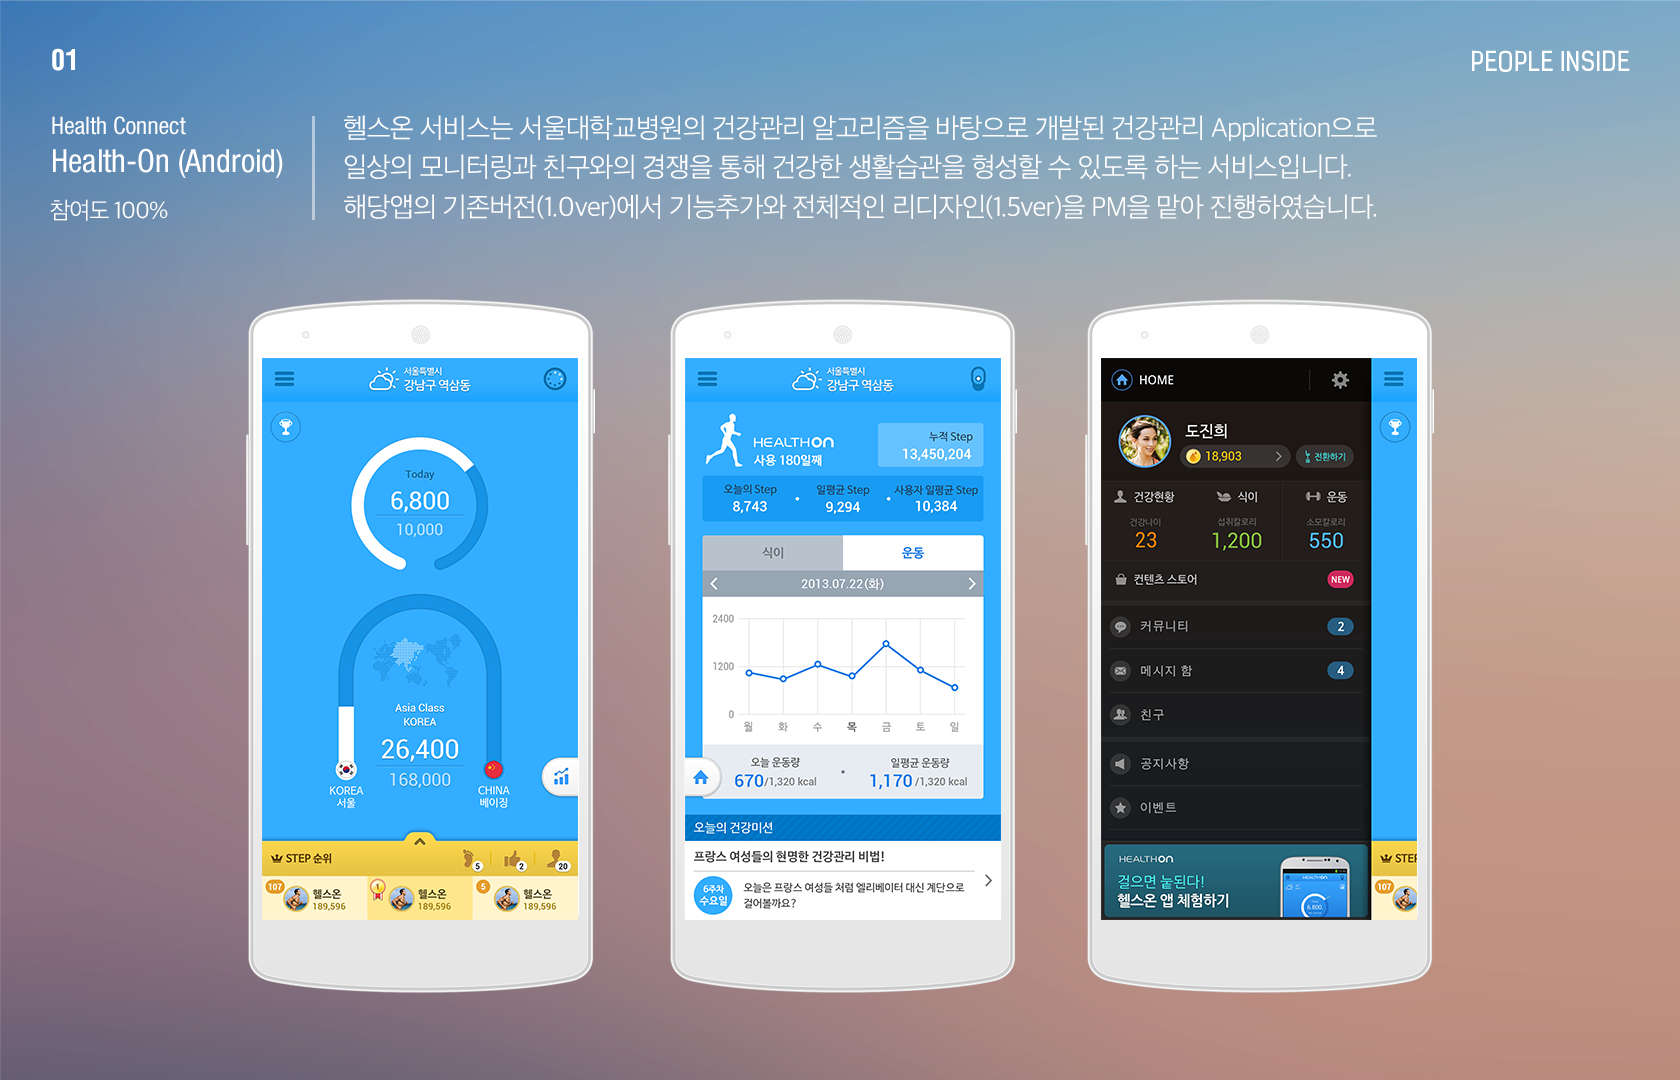 01
PEOPLE INSIDE
Health Connect
Health-On (Android)
참여도 100%
헬스온 서비스는 서울대학교병원의 건강관리 알고리즘을 바탕으로 개발된 건강관리 Application으로
일상의 모니터링과 친구와의 경쟁을 통해 건강한 생활습관을 형성할 수 있도록 하는 서비스입니다.
해당앱의 기존버전(1.0ver)에서 기능추가와 전체적인 리디자인(1.5ver)을 PM을 맡아 진행하였습니다.
서울특별시
강남구 역삼동
Today
6,800
10,000
Asia Class
KOREA
26,400
168,000
KOREA
서울
CHINA
베이징
STEP 순위
5
2
20
107
헬스온
189,596
1
헬스온
189,596
5
헬스온
189,596
서울특별시
강남구 역삼동
HEALTHON
사용 180일째
누적 Step
13,450,204
오늘의 Step
8,743
일평균 Step
9,294
사용자 일평균 Step
10,384
식이
운동
2013.07.22(화)
2400
1200
0
월 화 수 목 금 토 일
오늘 운동량
670/1,320 kcal
일평균 운동량
1,170 /1,320 kcal
오늘의 건강미션
프랑스 여성들의 현명한 건강관리 비법!
6주차
수요일
오늘은 프랑스 여성들 처럼 엘리베이터 대신 계단으로
걸어볼까요?
HOME
도진희
18,903
전환하기
건강현황
식이
운동
건강나이
23
섭취칼로리
1,200
소모칼로리
550
컨텐츠 스토어
NEW
커뮤니티
2
메시지 함
4
친구
공지사항
이벤트
HEALTHON
걸으면 눝된다!
헬스온 앱 체험하기
6,800
STEP
107